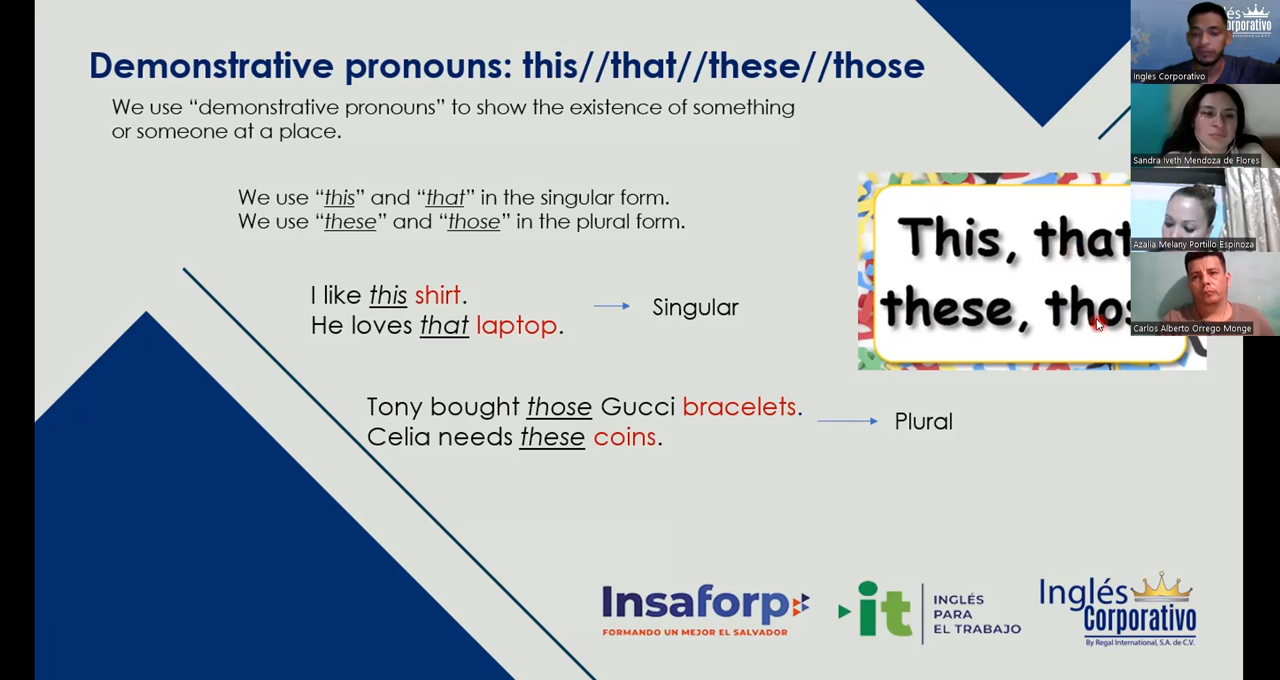 Demonstrative pronouns: this//that//these//those
We use “demonstrative pronouns” to show the existence of something
or someone at a place.
We use “this” and “that” in the singular form.
We use “these” and “those” in the plural form.
I like this shirt.
He loves that laptop.
Singular
Tony bought those Gucci bracelets.
Celia needs these coins.
Plural
This, that
these, thos
Ingles Corporativo
Sandra Iveth Mendoza de Flores
Azalia Melany Portillo Espinoza
Carlos Alberto Orrego Monge
Insaforp
FORMANDO UN MEJOR EL SALVADOR
it
INGLÉS
PARA
EL TRABAJO
Inglés
Corporativo
By Regal International, S.A. de C.V.